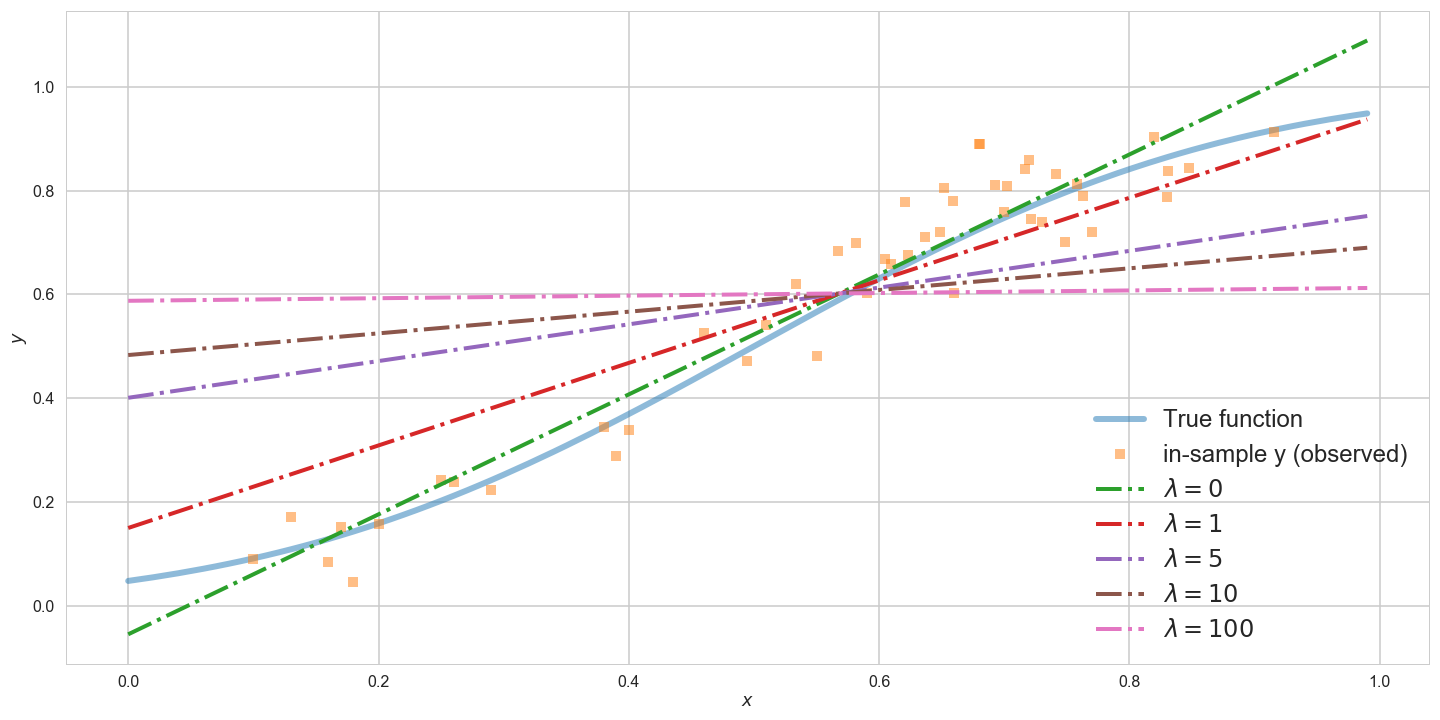 1.0
0.8
0.6
0.4
0.2
0.0
y
0.0 0.2 0.4 0.6 0.8 1.0
x
True function
in-sample y (observed)
λ = 0
λ = 1
λ = 5
λ = 10
λ = 100